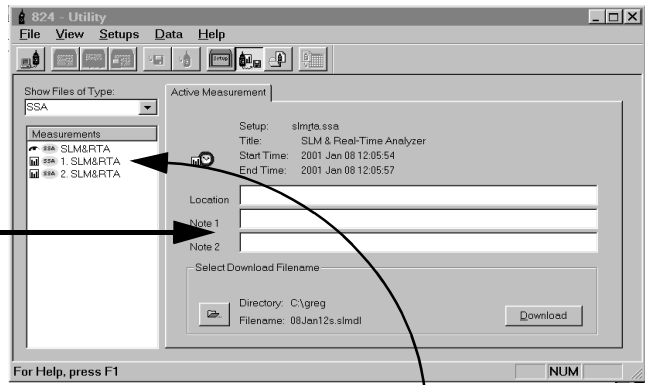 824 - Utility
File View Setups Data Help
Setup
Show Files of Type:
SSA
Measurements
SSA SLM&RTA
SSA 1. SLM&RTA
SSA 2. SLM&RTA
Active Measurement
Setup: slmrta.ssa
Title: SLM & Real-Time Analyzer
Start Time: 2001 Jan 08 12:05:54
End Time: 2001 Jan 08 12:05:57
Location
Note 1
Note 2
Select Download Filename
Directory: C:\greg
Filename: 08Jan12s.slmdl
Download
For Help, press F1
NUM